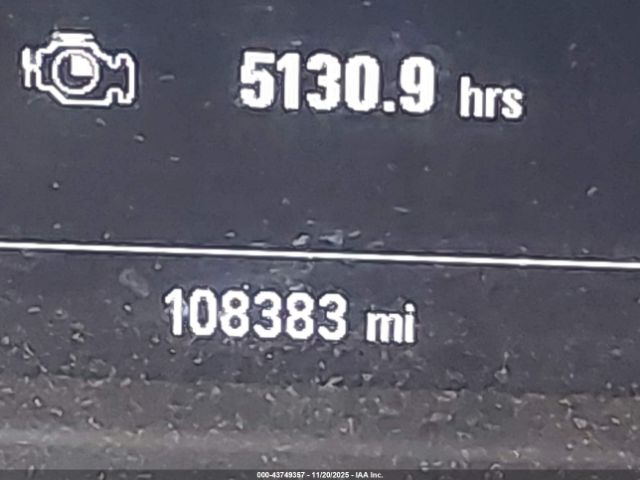 5130.9 hrs
108383 mi
000-43749357 - 11/20/2025 - IAA Inc.